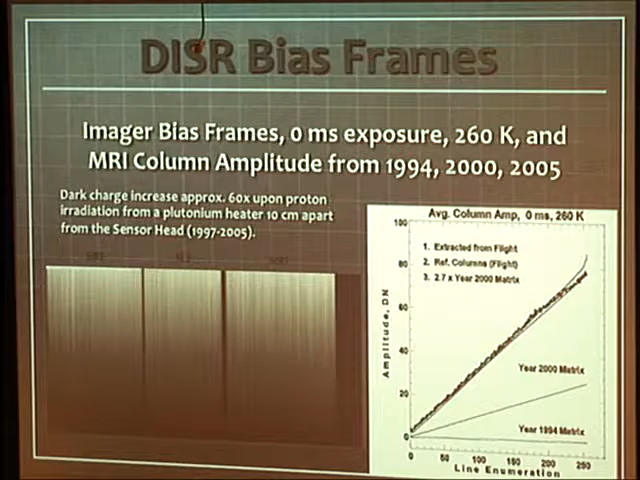 DISR Bias Frames
Imager Bias Frames, 0 ms exposure, 260 K, and
MRI Column Amplitude from 1994, 2000, 2005
Dark charge increase approx. 60x upon proton
irradiation from a plutonium heater 10 cm apart
from the Sensor Head (1997-2005).
Avg. Column Amp, 0 ms, 260 K
100
1. Extracted from Flight
2. Ref. Columns (Flight)
80
3. 2.7 x Year 2000 Matrix
60
Amplitude, DN
40
Year 2000 Matrix
20
Year 1994 Matrix
0
0 50 100 150 200 250
Line Enumeration